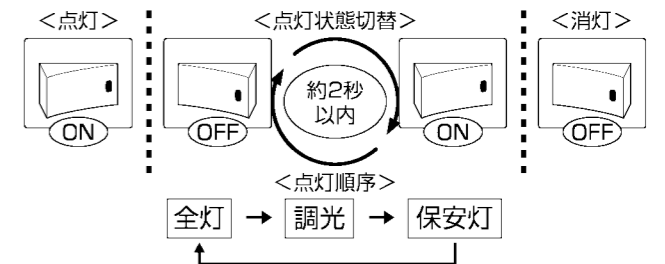 <点灯>
<点灯状態切替>
<消灯>
約2秒
以内
ON
OFF
ON
OFF
<点灯順序>
全灯 → 調光 → 保安灯